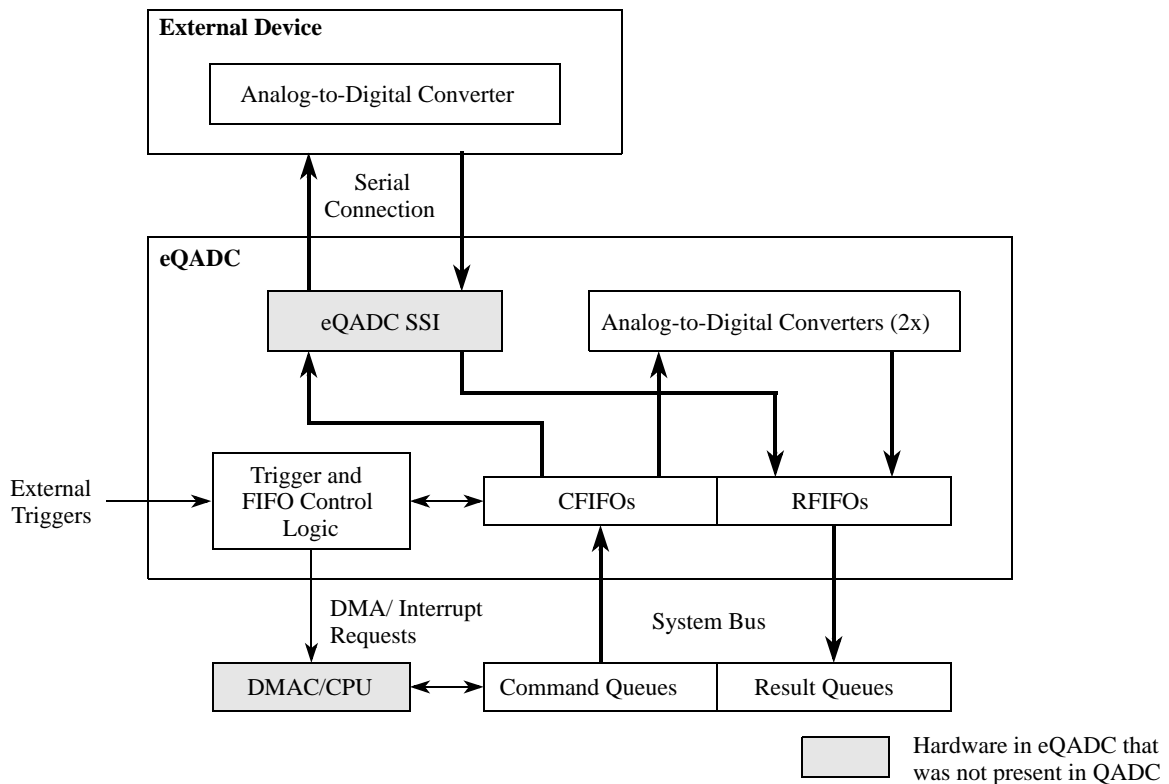 External Device
Analog-to-Digital Converter
Serial
Connection
eQADC
eQADC SSI
Analog-to-Digital Converters (2x)
External
Triggers
Trigger and
FIFO Control
Logic
CFIFOs
RFIFOs
DMA/ Interrupt
Requests
System Bus
DMAC/CPU
Command Queues
Result Queues
Hardware in eQADC that
was not present in QADC